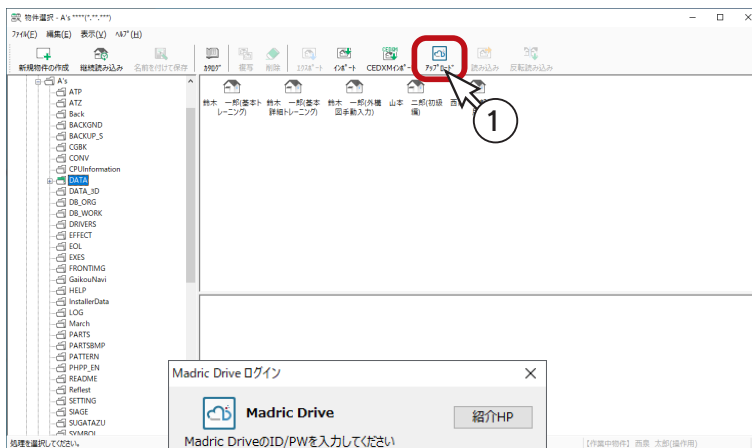 物件選択 - A's ****(*.**.***)
ファイル(F) 編集(E) 表示(V) ヘルプ(H)
新規物件の作成 継続読み込み 名前を付けて保存 カタログ 複写 削除 エクスポート インポート CEDXMインポート アップロード 読み込み 反転読み込み
A's
ATP
ATZ
Back
BACKGND
BACKUP_S
CGBK
CONV
CPUInformation
DATA
DATA_3D
DB_ORG
DB_WORK
DRIVERS
EFFECT
EOL
EXES
FRONTIMG
GaikouNavi
HELP
InstallerData
LOG
March
PARTS
PARTSBMP
PATTERN
PHPP_EN
README
Reflest
SETTING
SIAGE
SUGATAZU
SYMBOL
鈴木 一郎(基本トレーニング)
鈴木 一郎(基本詳細トレーニング)
鈴木 一郎(外構図手動入力)
山本 二郎(初級編)
西
1
Madric Drive ログイン
Madric Drive
紹介HP
Madric DriveのID/PWを入力してください
処理を選択してください。
【作業中物件】 西泉 太郎(操作用)